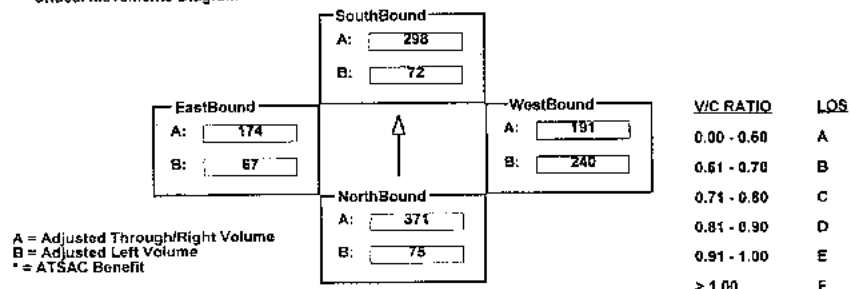 SouthBound
A: 298
B: 72
EastBound
A: 174
B: 67
WestBound
A: 191
B: 240
NorthBound
A: 371
B: 75
A = Adjusted Through/Right Volume
B = Adjusted Left Volume
* = ATSAC Benefit
V/C RATIO LOS
0.00 - 0.60 A
0.61 - 0.70 B
0.71 - 0.80 C
0.81 - 0.90 D
0.91 - 1.00 E
> 1.00 F